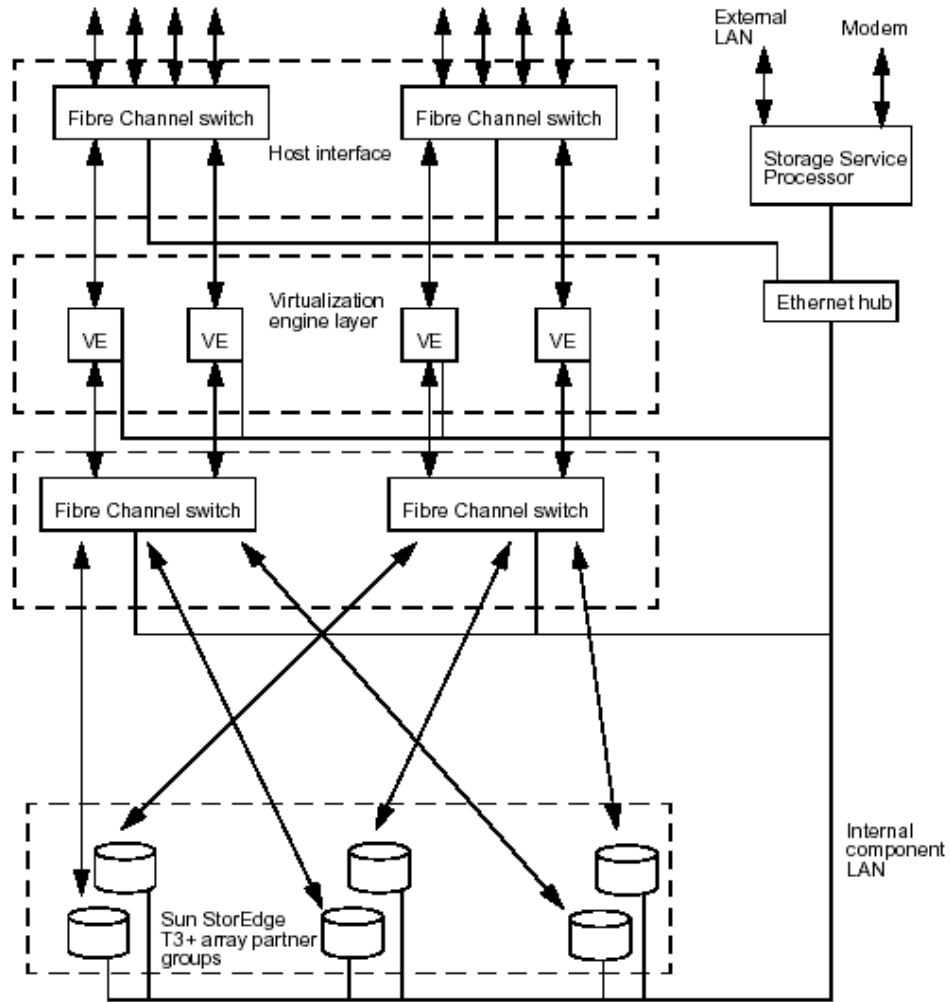 External
LAN
Modem
Fibre Channel switch
Fibre Channel switch
Host interface
Storage Service
Processor
Virtualization
engine layer
Ethernet hub
VE
VE
VE
VE
Fibre Channel switch
Fibre Channel switch
Internal
component
LAN
Sun StorEdge
T3+ array partner
groups